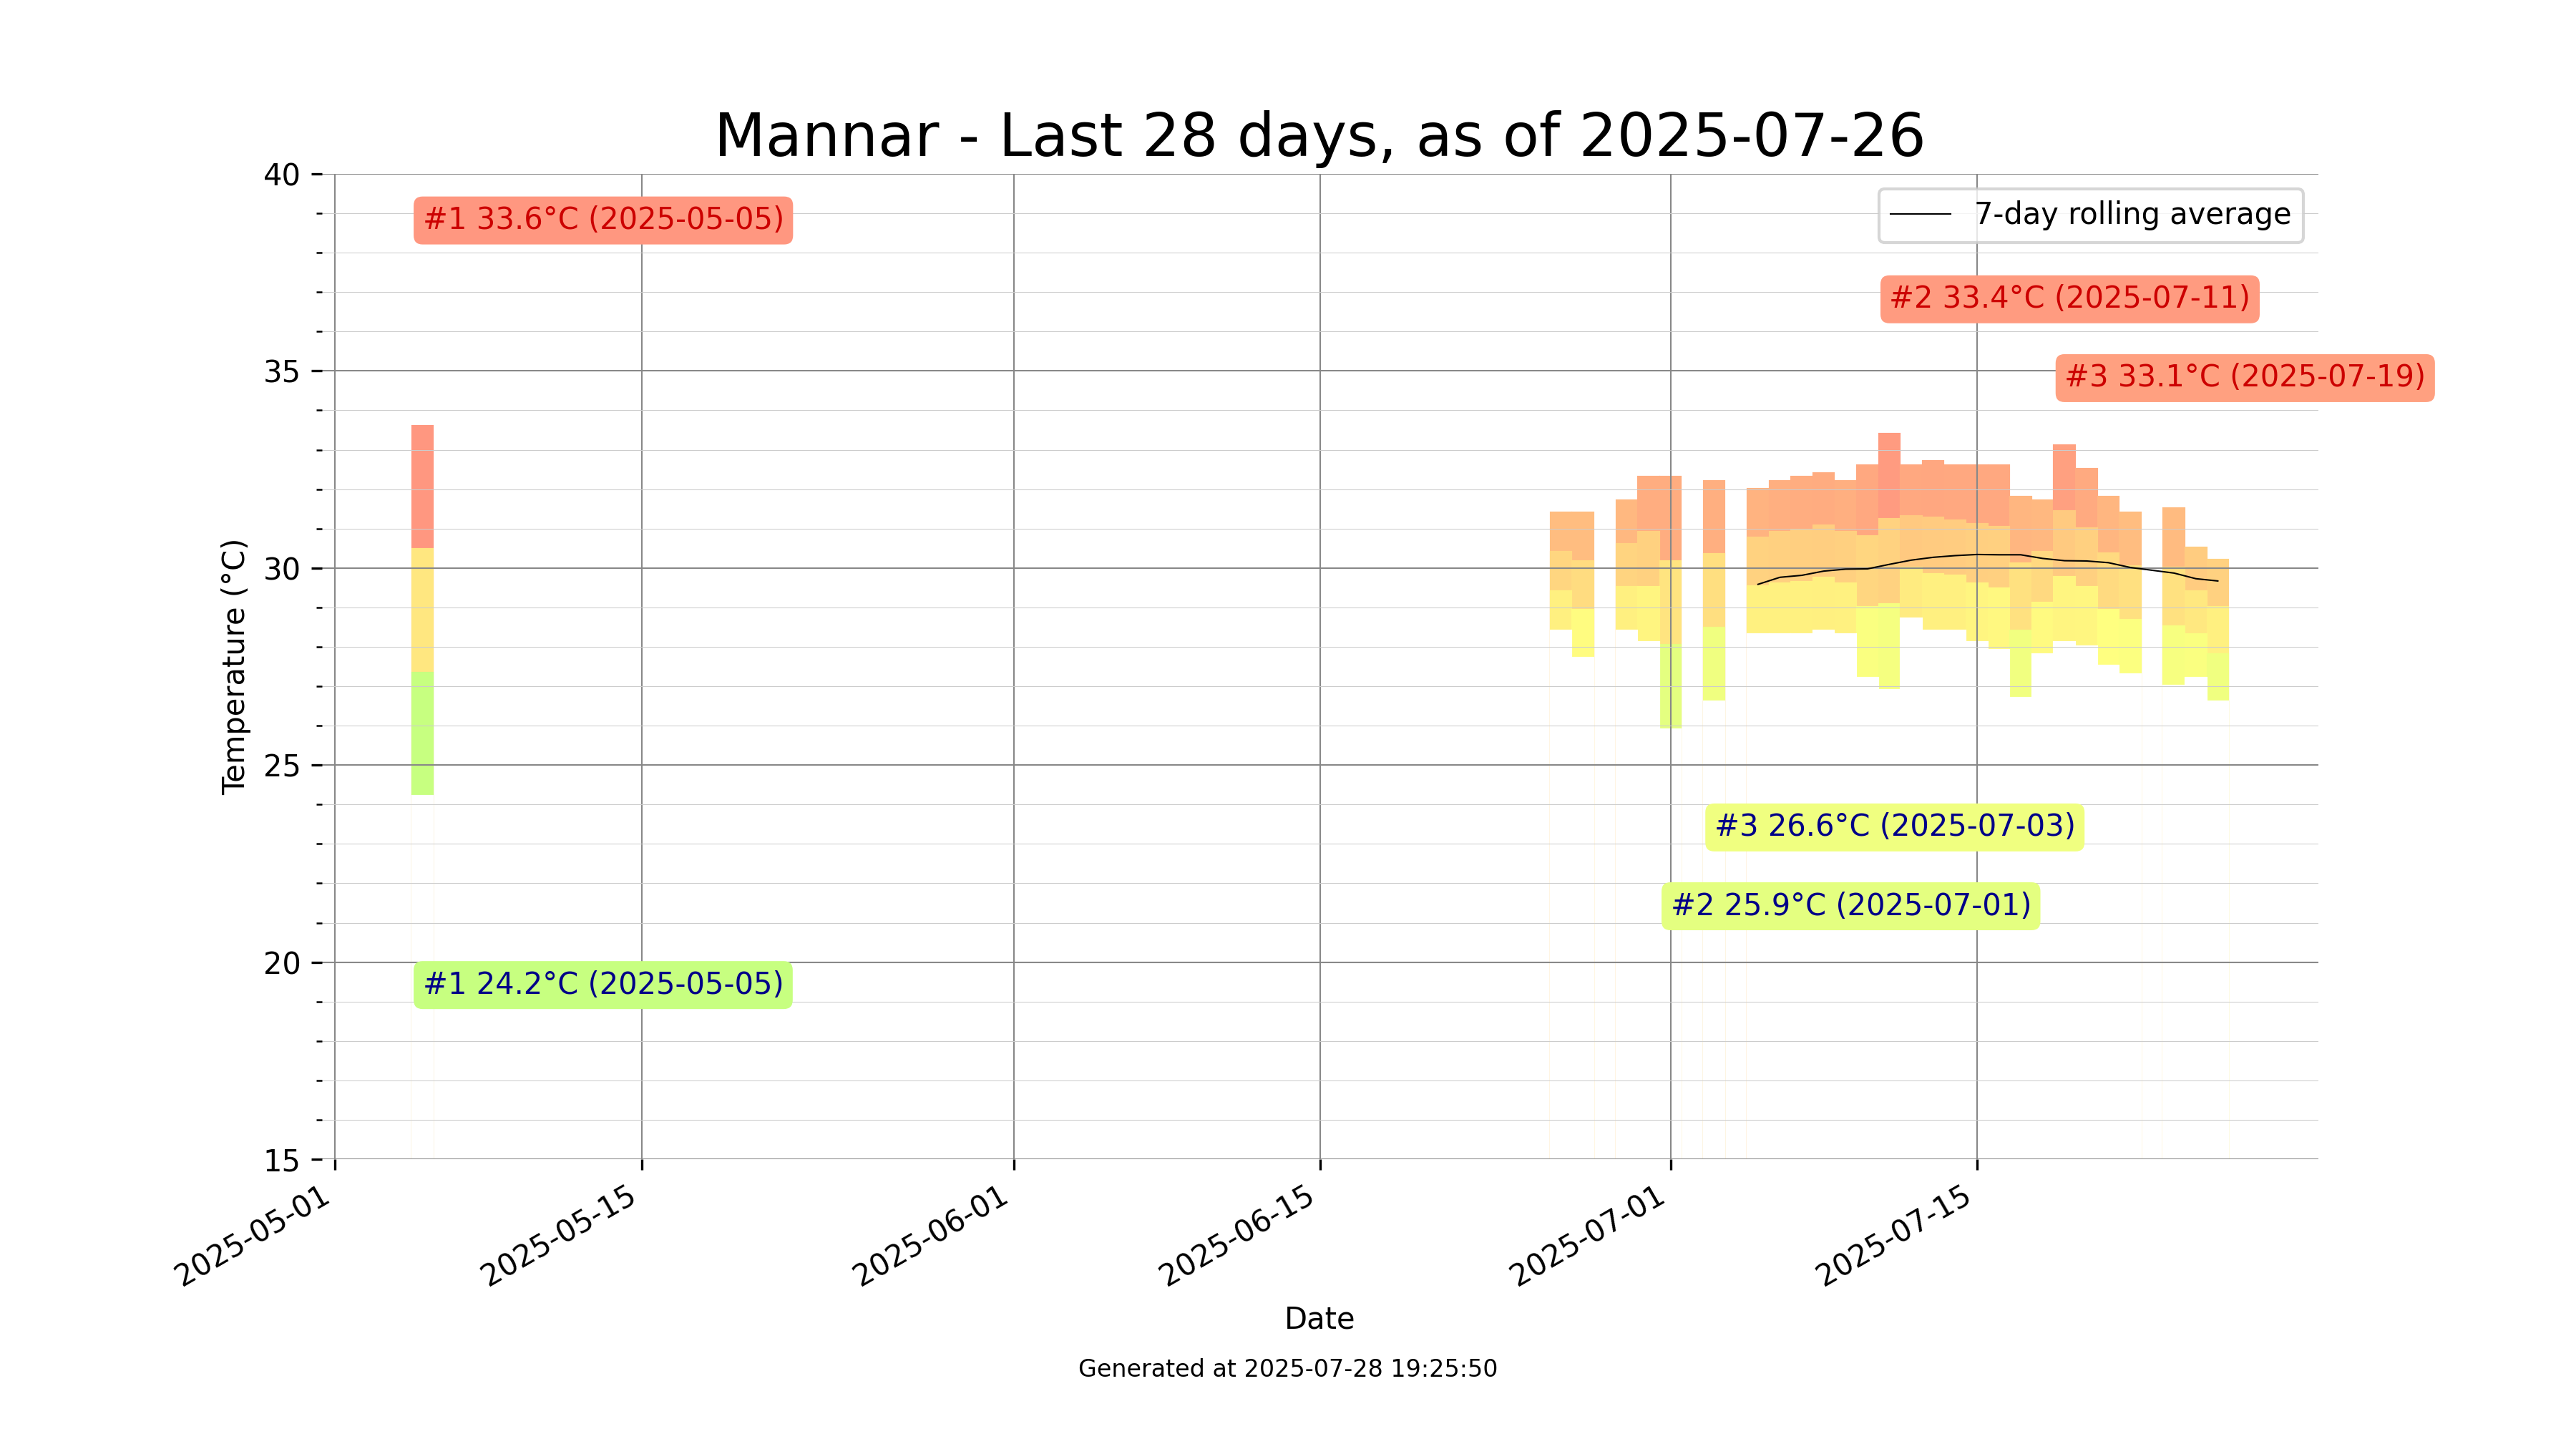 Mannar - Last 28 days, as of 2025-07-26
40
35
30
25
20
15
Temperature (°C)
#1 33.6°C (2025-05-05)
7-day rolling average
#2 33.4°C (2025-07-11)
#3 33.1°C (2025-07-19)
#3 26.6°C (2025-07-03)
#2 25.9°C (2025-07-01)
#1 24.2°C (2025-05-05)
2025-05-01
2025-05-15
2025-06-01
2025-06-15
2025-07-01
2025-07-15
Date
Generated at 2025-07-28 19:25:50